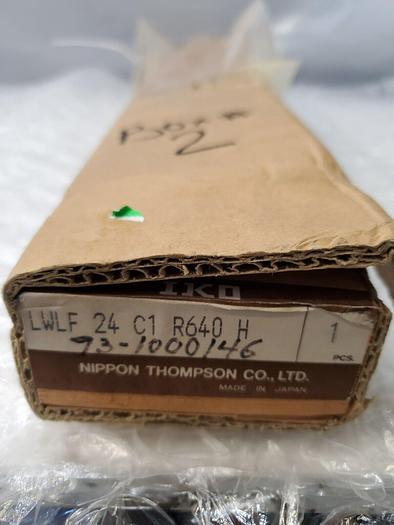 Box #
2
IKO
LWLF 24 C1 R640 H 1
93-1000146 PCS.
NIPPON THOMPSON CO., LTD.
MADE IN JAPAN